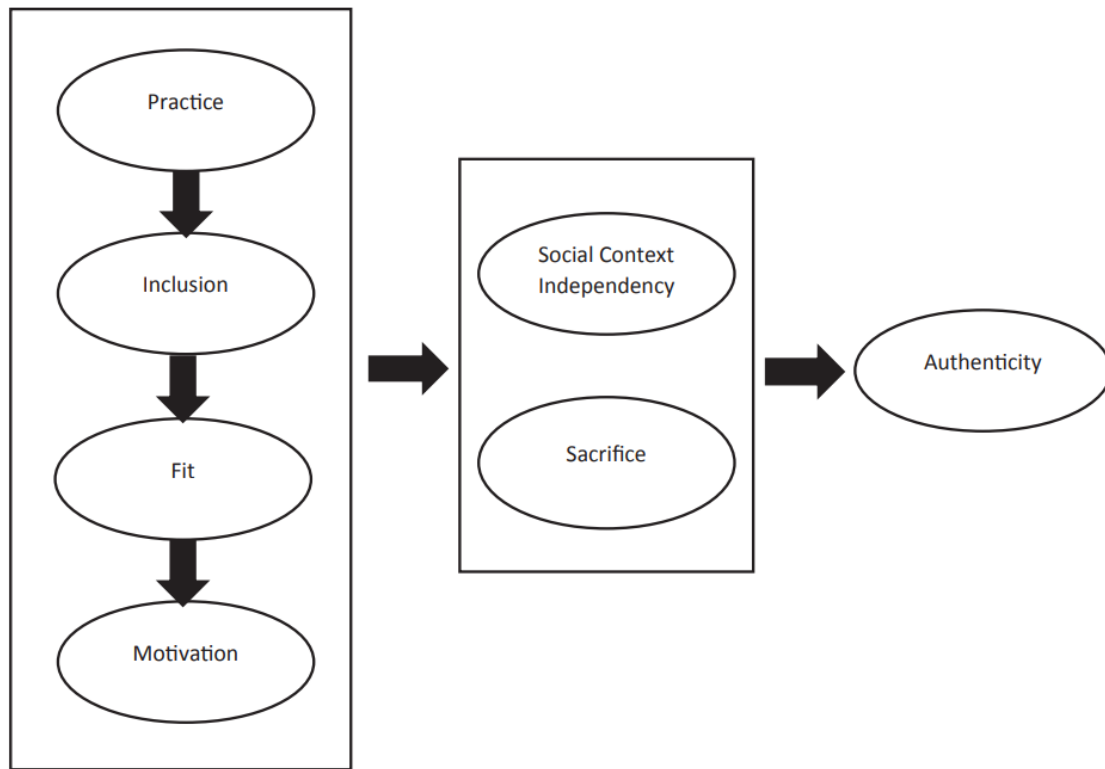 Practice
Inclusion
Fit
Motivation
Social Context
Independency
Sacrifice
Authenticity